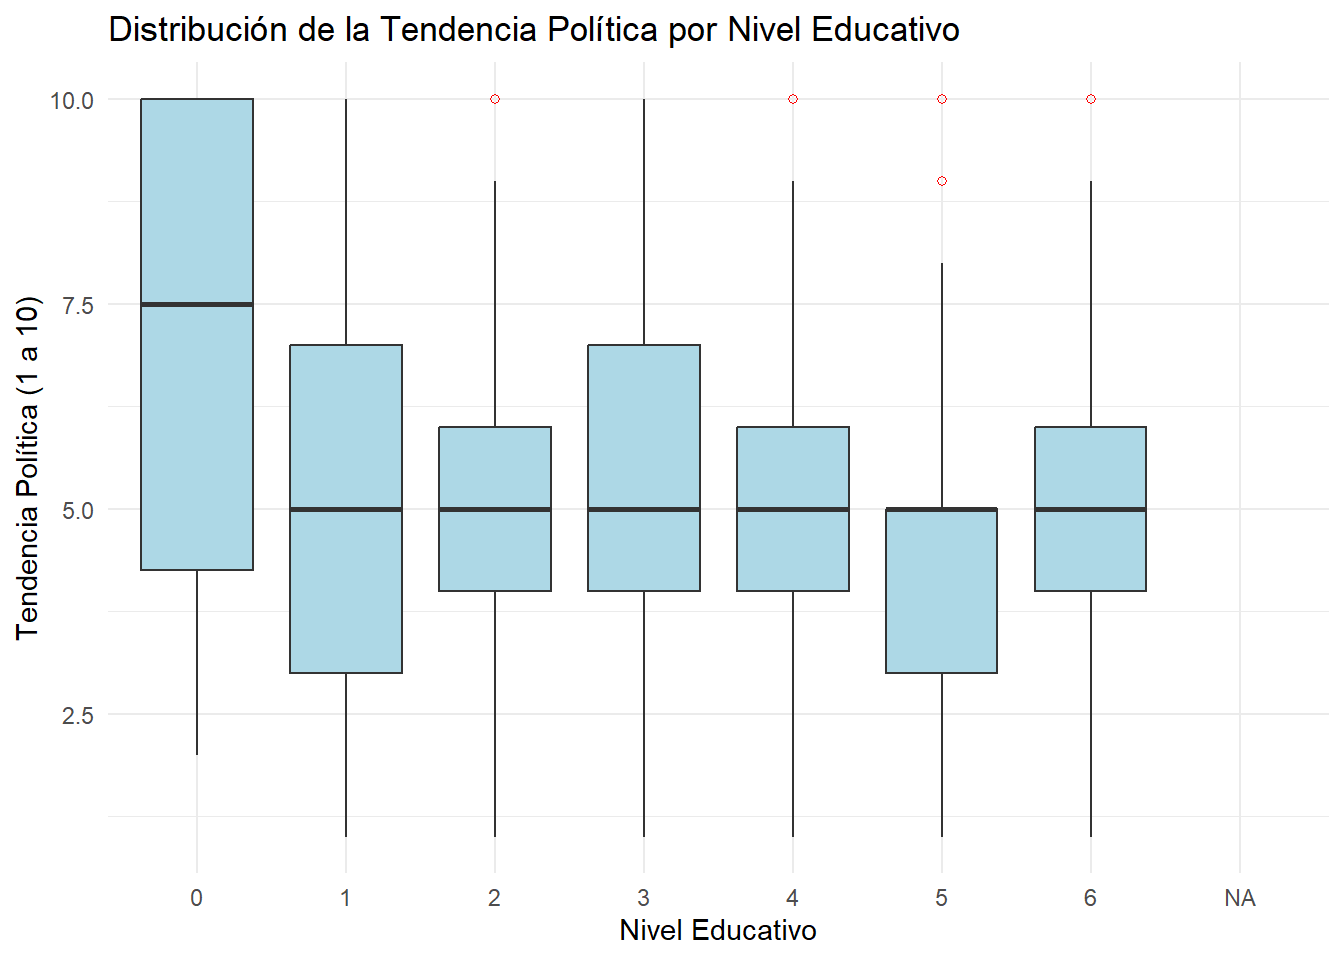 Distribución de la Tendencia Política por Nivel Educativo
Tendencia Política (1 a 10)
10.0
7.5
5.0
2.5
0 1 2 3 4 5 6 NA
Nivel Educativo